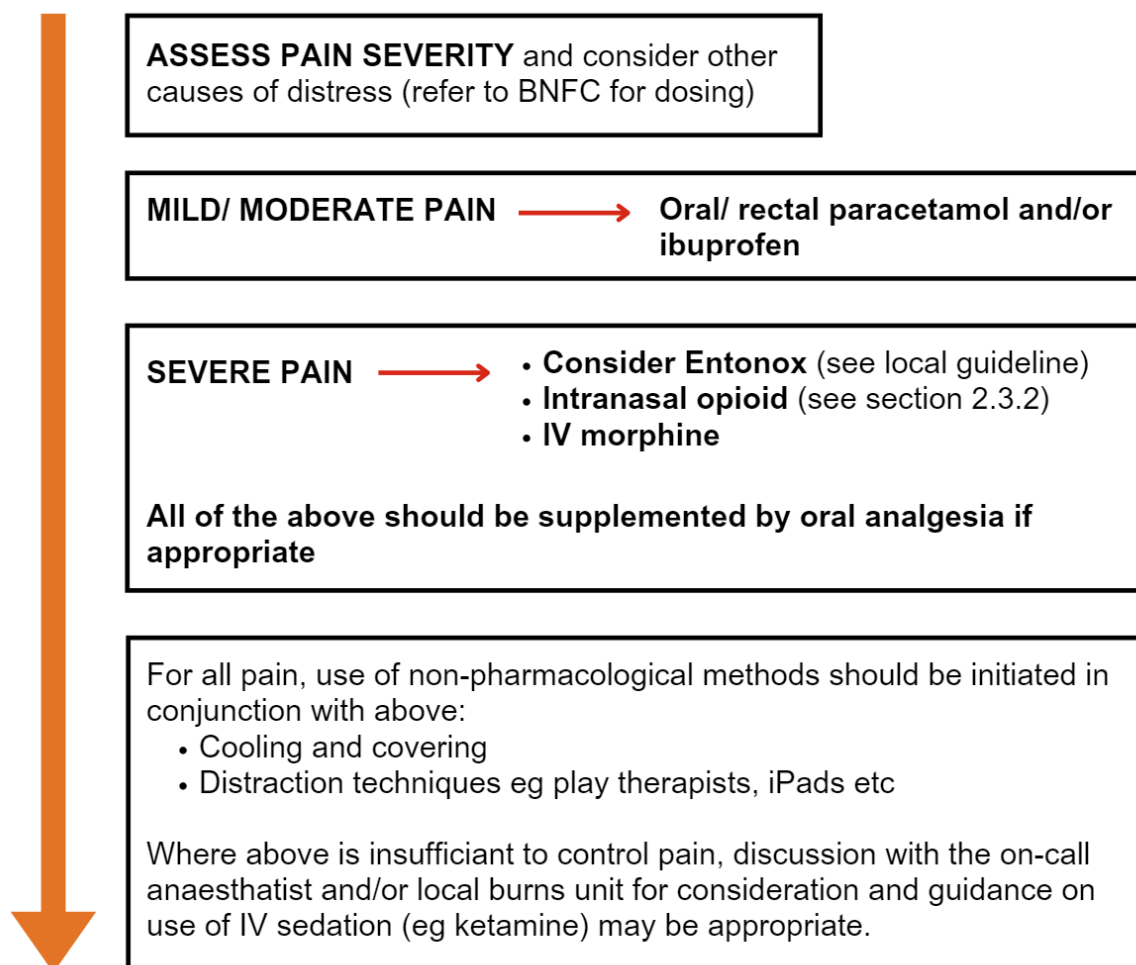 ASSESS PAIN SEVERITY and consider other
causes of distress (refer to BNFC for dosing)
MILD/ MODERATE PAIN
Oral/ rectal paracetamol and/or
ibuprofen
SEVERE PAIN
• Consider Entonox (see local guideline)
• Intranasal opioid (see section 2.3.2)
• IV morphine
All of the above should be supplemented by oral analgesia if
appropriate
For all pain, use of non-pharmacological methods should be initiated in
conjunction with above:
• Cooling and covering
• Distraction techniques eg play therapists, iPads etc
Where above is insufficiant to control pain, discussion with the on-call
anaesthatist and/or local burns unit for consideration and guidance on
use of IV sedation (eg ketamine) may be appropriate.